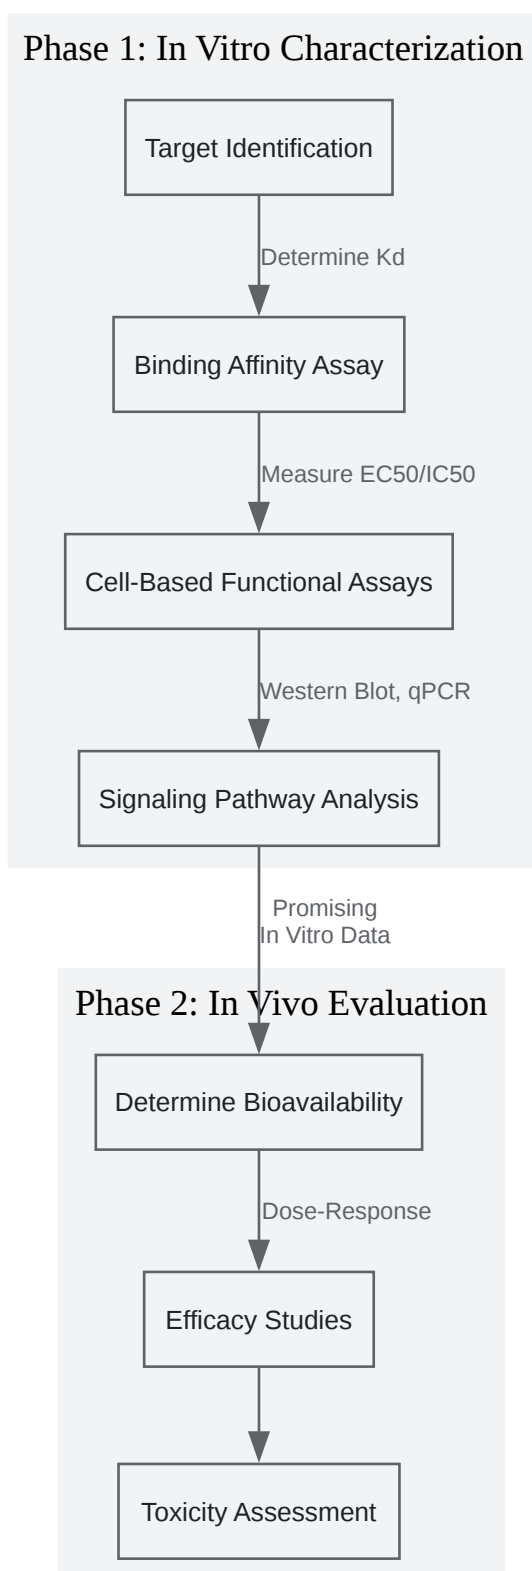 Phase 1: In Vitro Characterization
Target Identification
Determine Kd
Binding Affinity Assay
Measure EC50/IC50
Cell-Based Functional Assays
Western Blot, qPCR
Signaling Pathway Analysis
Promising
In Vitro Data
Phase 2: In Vivo Evaluation
Determine Bioavailability
Dose-Response
Efficacy Studies
Toxicity Assessment